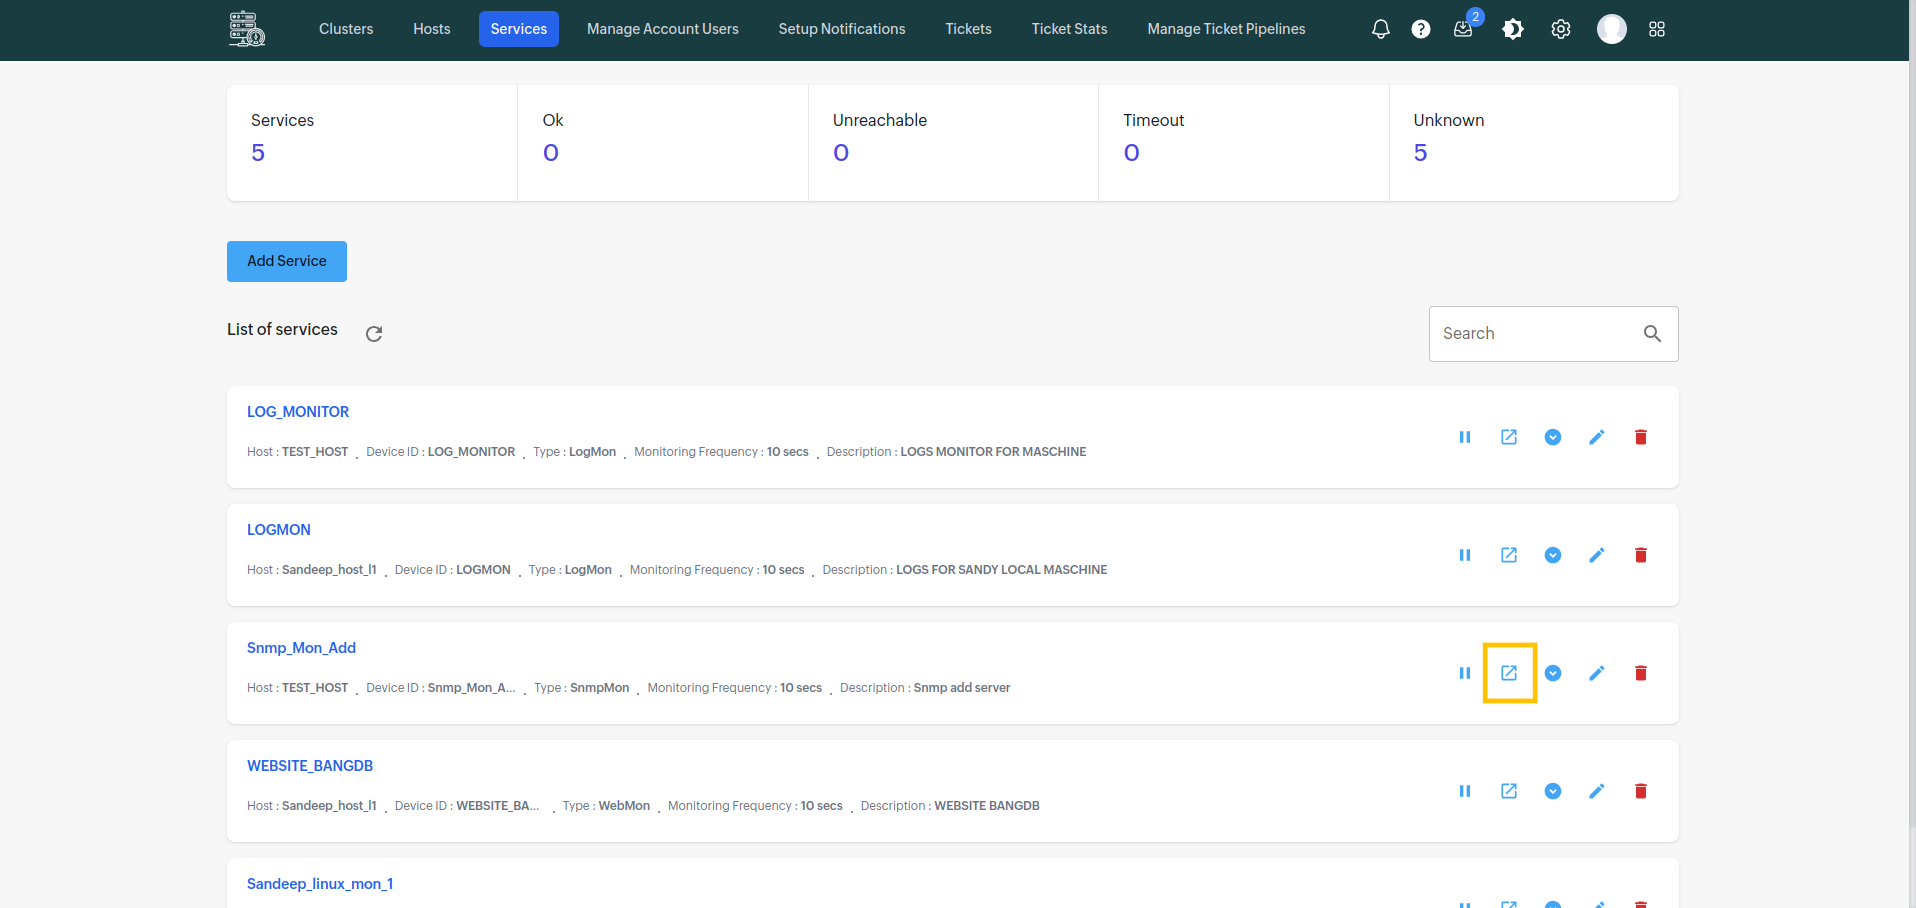 Clusters Hosts Services Manage Account Users Setup Notifications Tickets Ticket Stats Manage Ticket Pipelines ? 2
Services Ok Unreachable Timeout Unknown
5 0 0 0 5
Add Service
List of services
Search
LOG_MONITOR
Host : TEST_HOST . Device ID : LOG_MONITOR . Type : LogMon . Monitoring Frequency : 10 secs . Description : LOGS MONITOR FOR MASCHINE
LOGMON
Host : Sandeep_host_l1 . Device ID : LOGMON . Type : LogMon . Monitoring Frequency : 10 secs . Description : LOGS FOR SANDY LOCAL MASCHINE
Snmp_Mon_Add
Host : TEST_HOST . Device ID : Snmp_Mon_A... . Type : SnmpMon . Monitoring Frequency : 10 secs . Description : Snmp add server
WEBSITE_BANGDB
Host : Sandeep_host_l1 . Device ID : WEBSITE_BA... . Type : WebMon . Monitoring Frequency : 10 secs . Description : WEBSITE BANGDB
Sandeep_linux_mon_1